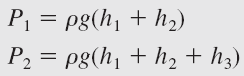 P₁ = ρg(h₁ + h₂)
P₂ = ρg(h₁ + h₂ + h₃)